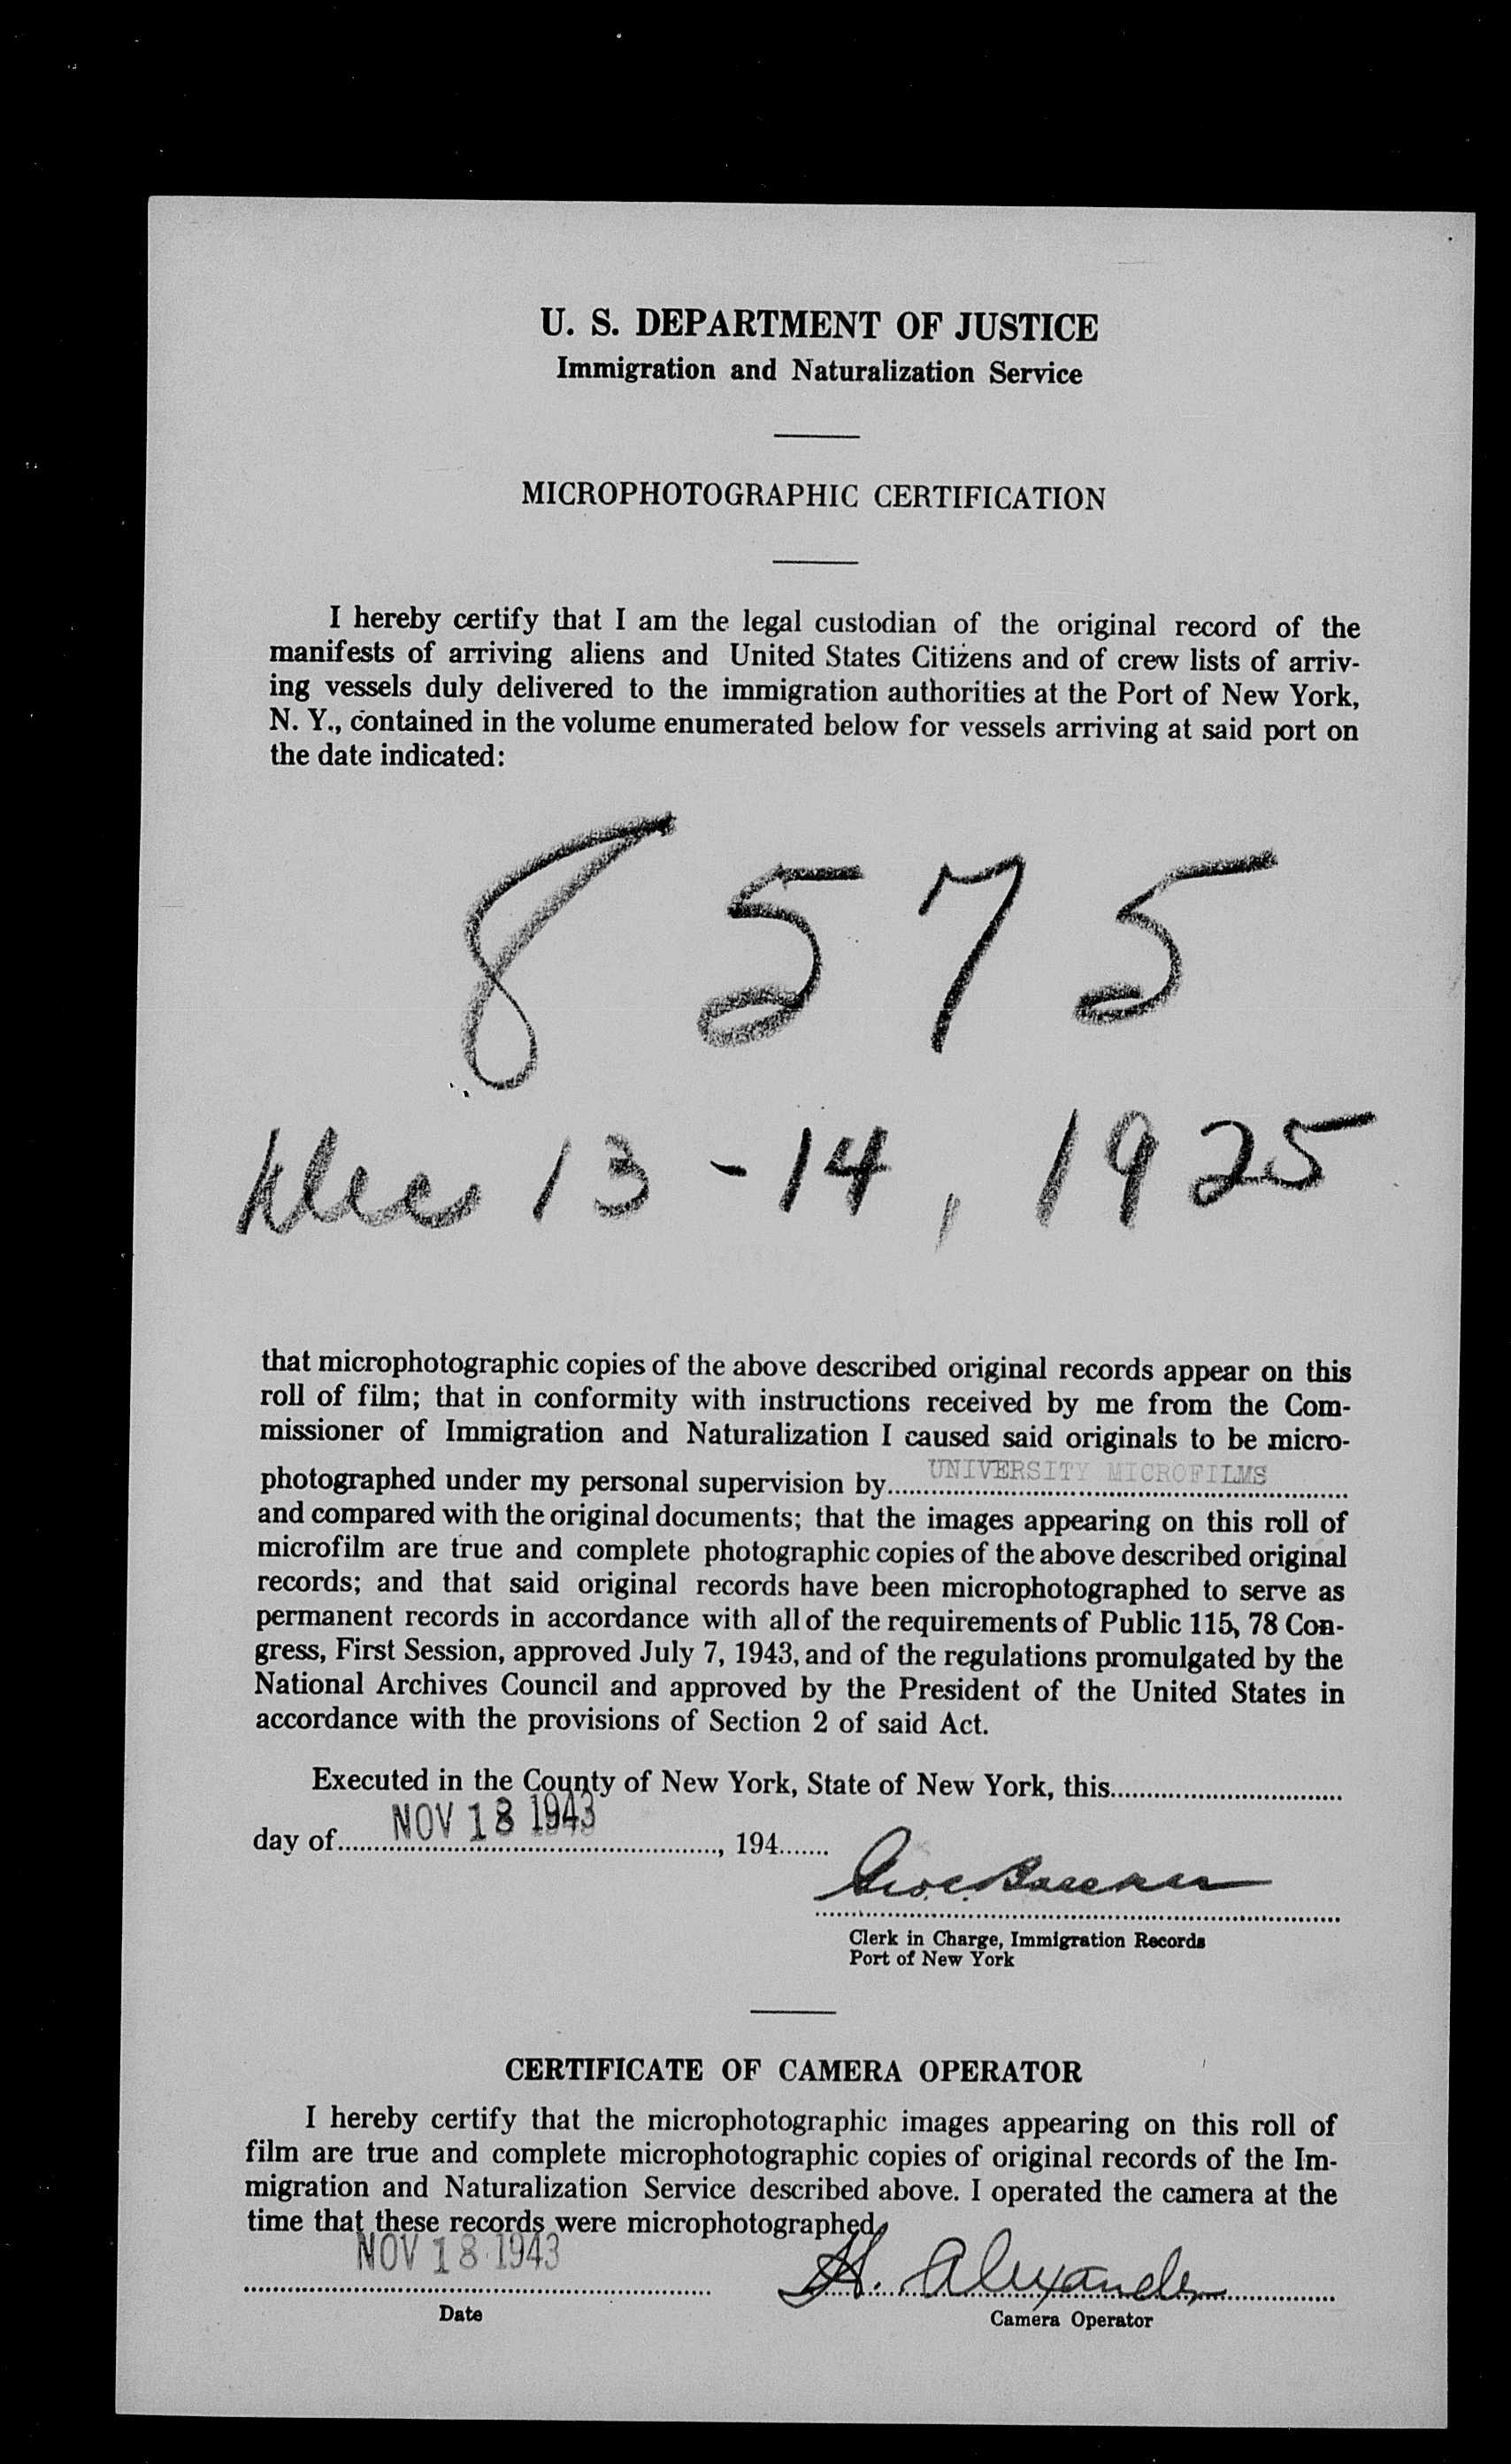 U. S. DEPARTMENT OF JUSTICE
Immigration and Naturalization Service
MICROPHOTOGRAPHIC CERTIFICATION
I hereby certify that I am the legal custodian of the original record of the
manifests of arriving aliens and United States Citizens and of crew lists of arriv-
ing vessels duly delivered to the immigration authorities at the Port of New York,
N. Y., contained in the volume enumerated below for vessels arriving at said port on
the date indicated:
8575
Dec 13-14, 1925
that microphotographic copies of the above described original records appear on this
roll of film; that in conformity with instructions received by me from the Com-
missioner of Immigration and Naturalization I caused said originals to be micro-
photographed under my personal supervision by UNIVERSITY MICROFILMS
and compared with the original documents; that the images appearing on this roll of
microfilm are true and complete photographic copies of the above described original
records; and that said original records have been microphotographed to serve as
permanent records in accordance with all of the requirements of Public 115, 78 Con-
gress, First Session, approved July 7, 1943, and of the regulations promulgated by the
National Archives Council and approved by the President of the United States in
accordance with the provisions of Section 2 of said Act.
Executed in the County of New York, State of New York, this
day of NOV 18 1943, 194
Clerk in Charge, Immigration Records
Port of New York
CERTIFICATE OF CAMERA OPERATOR
I hereby certify that the microphotographic images appearing on this roll of
film are true and complete microphotographic copies of original records of the Im-
migration and Naturalization Service described above. I operated the camera at the
time that these records were microphotographed.
NOV 18 1943 H. Alexander
Date Camera Operator